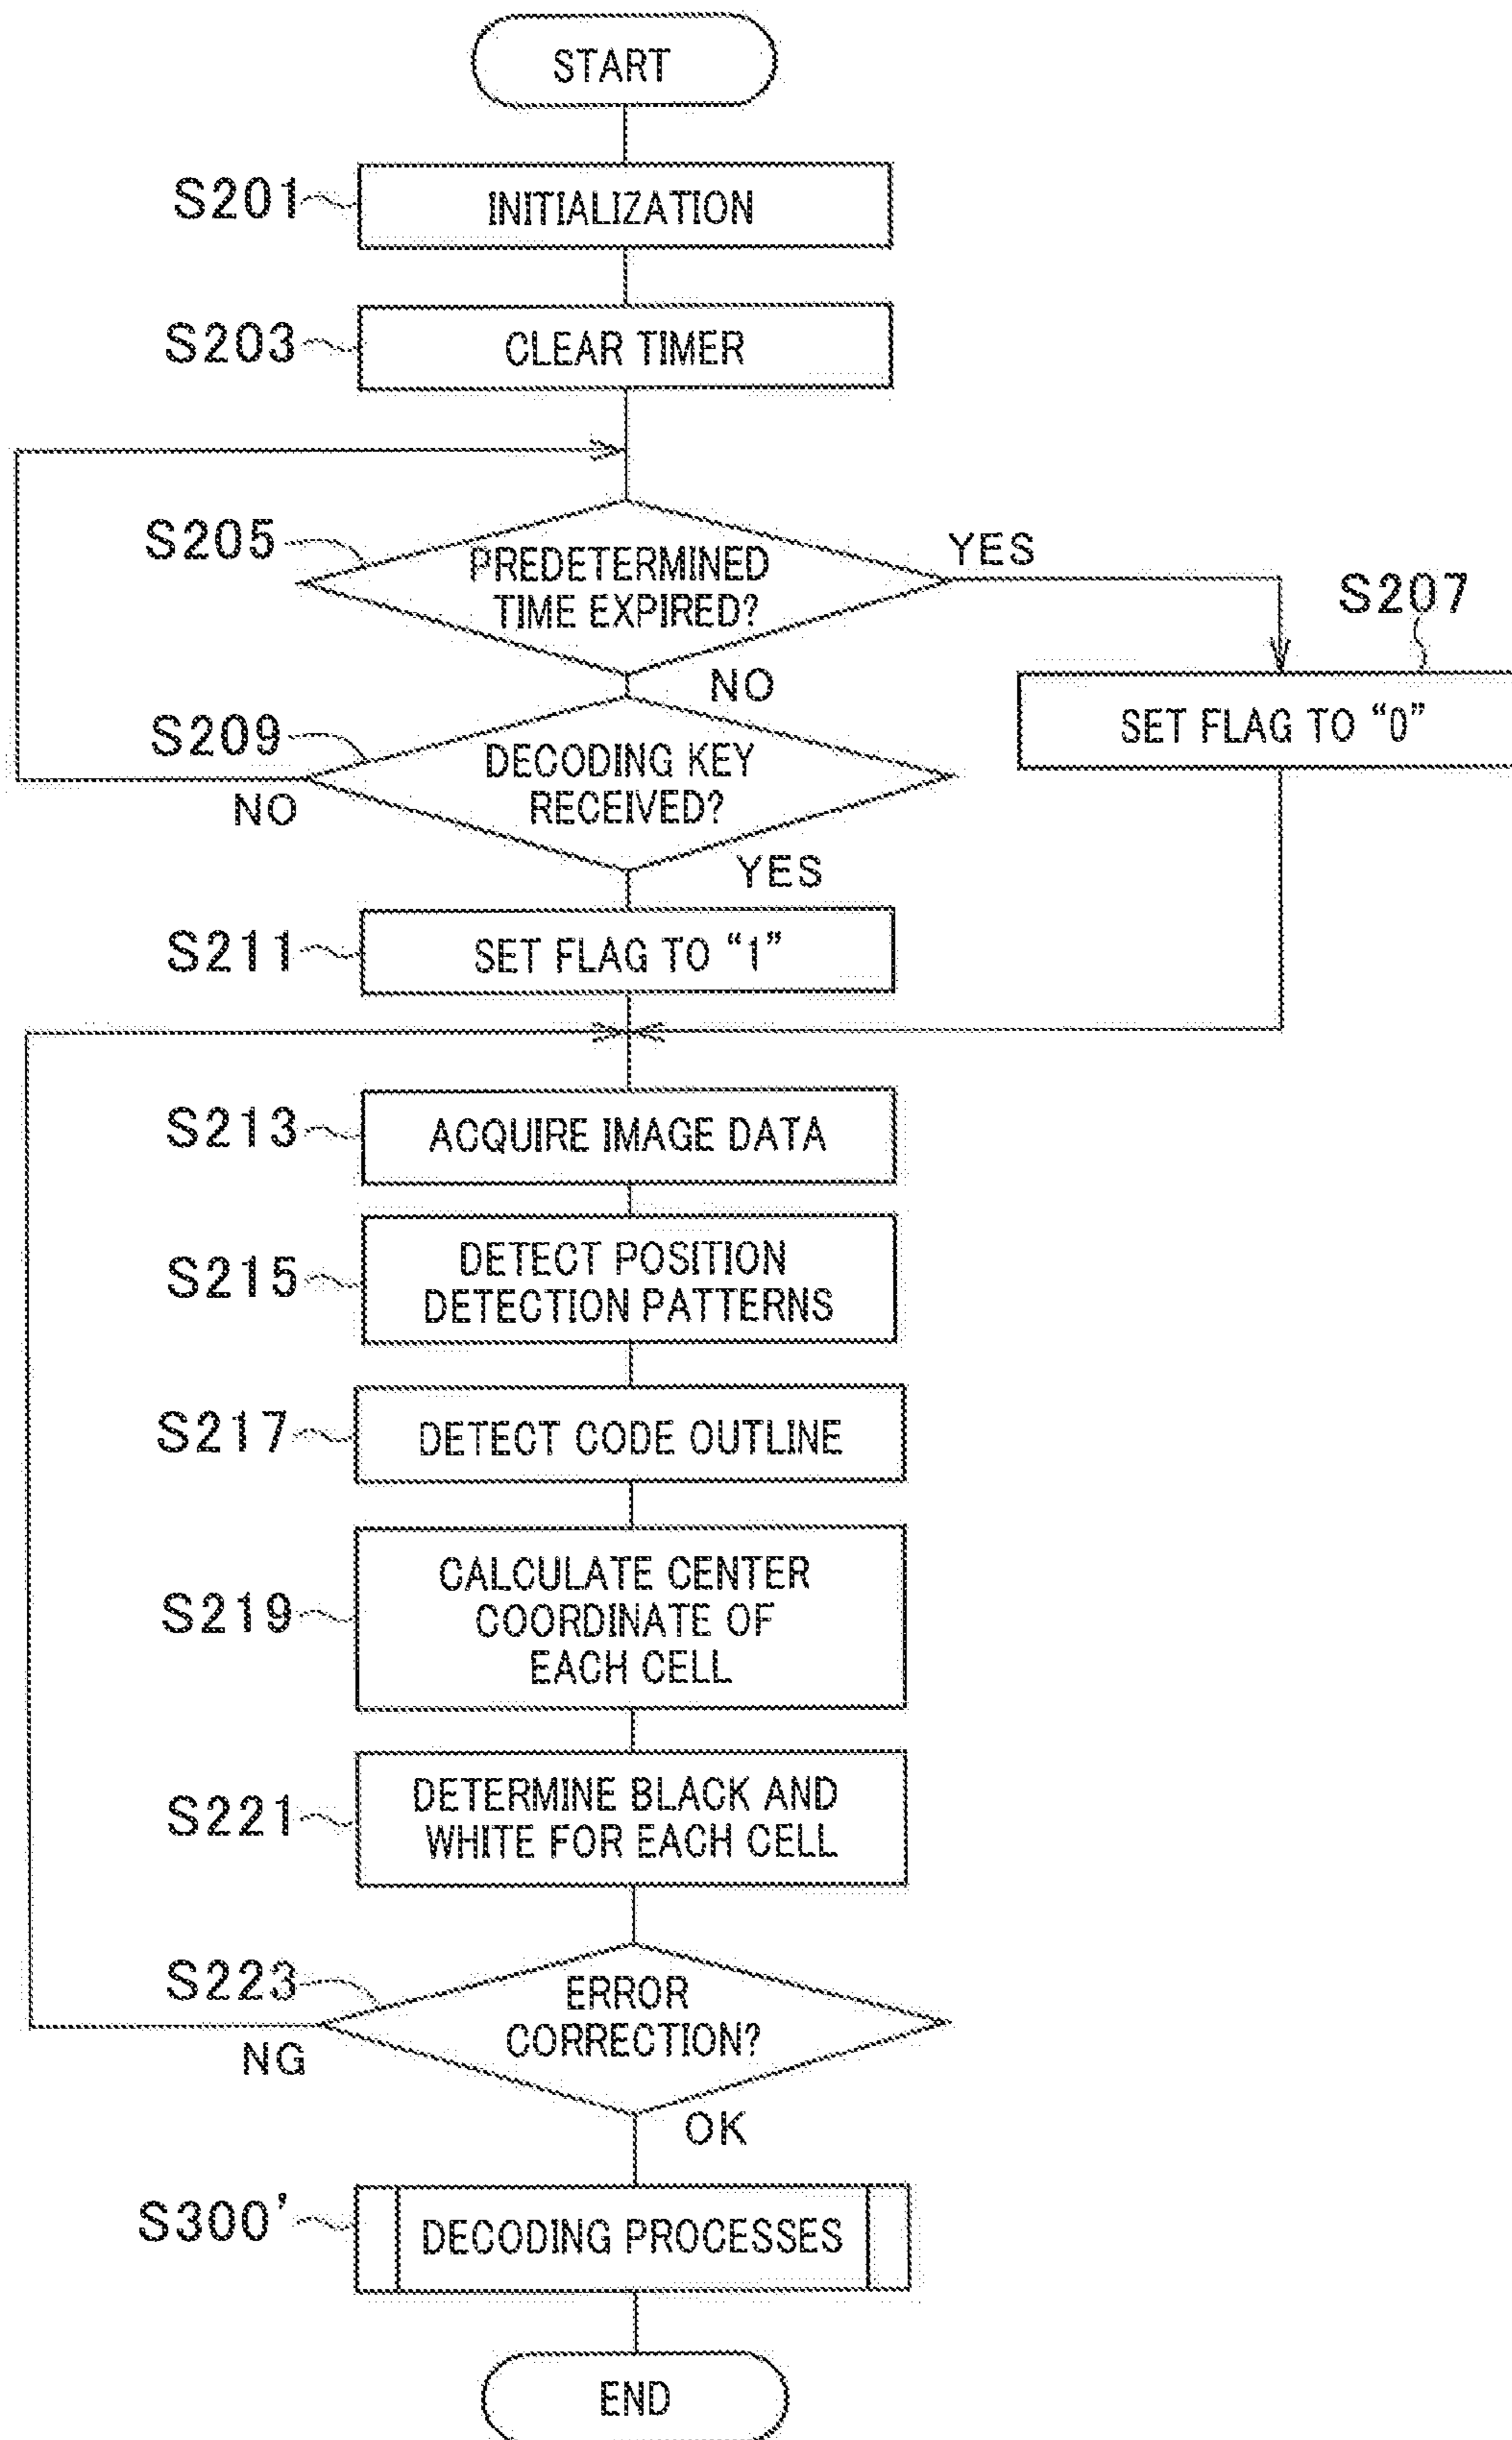 START
S201
INITIALIZATION
S203
CLEAR TIMER
S205
PREDETERMINED
TIME EXPIRED?
YES
S207
SET FLAG TO “0”
NO
S209
DECODING KEY
RECEIVED?
NO
YES
S211
SET FLAG TO “1”
S213
ACQUIRE IMAGE DATA
S215
DETECT POSITION
DETECTION PATTERNS
S217
DETECT CODE OUTLINE
S219
CALCULATE CENTER
COORDINATE OF
EACH CELL
S221
DETERMINE BLACK AND
WHITE FOR EACH CELL
S223
ERROR
CORRECTION?
NG
OK
S300'
DECODING PROCESSES
END